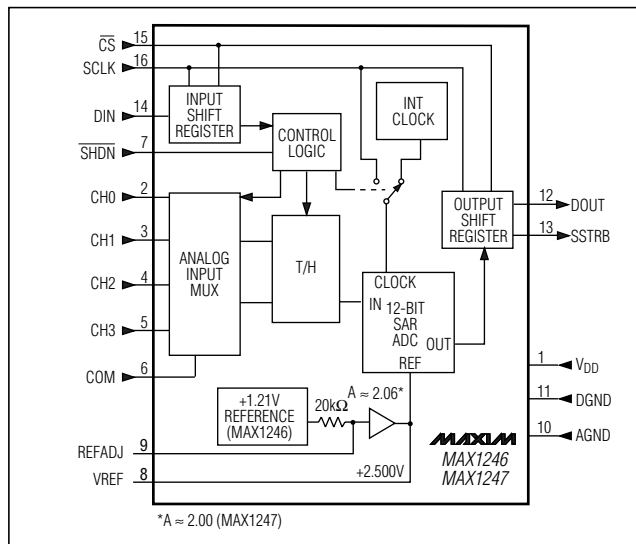 CS 15
SCLK 16
DIN 14
SHDN 7
CH0 2
CH1 3
CH2 4
CH3 5
COM 6
REFADJ 9
VREF 8
INPUT
SHIFT
REGISTER
CONTROL
LOGIC
INT
CLOCK
ANALOG
INPUT
MUX
T/H
CLOCK
IN
12-BIT
SAR
ADC
OUT
REF
OUTPUT
SHIFT
REGISTER
12 DOUT
13 SSTRB
1 VDD
11 DGND
10 AGND
+1.21V
REFERENCE
(MAX1246)
20kΩ
A ≈ 2.06*
+2.500V
MAXIM
MAX1246
MAX1247
*A ≈ 2.00 (MAX1247)